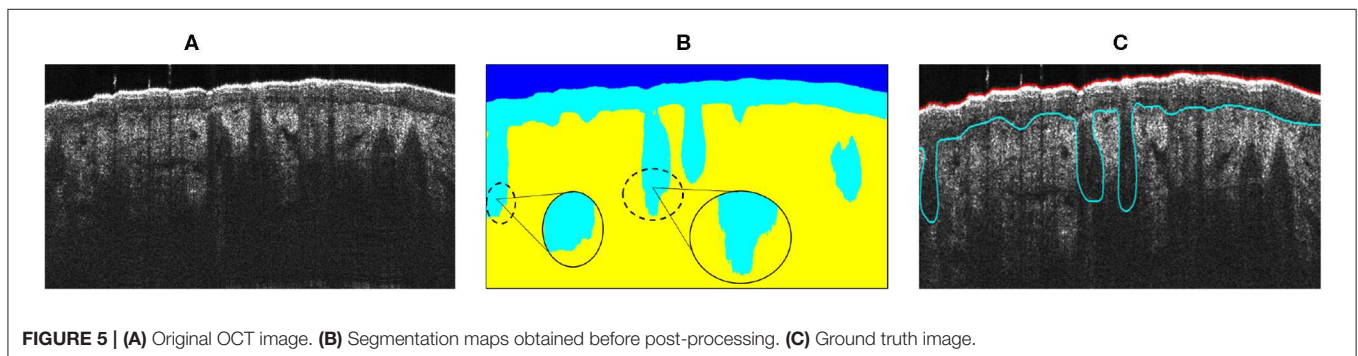 A
B
C
FIGURE 5 | (A) Original OCT image. (B) Segmentation maps obtained before post-processing. (C) Ground truth image.